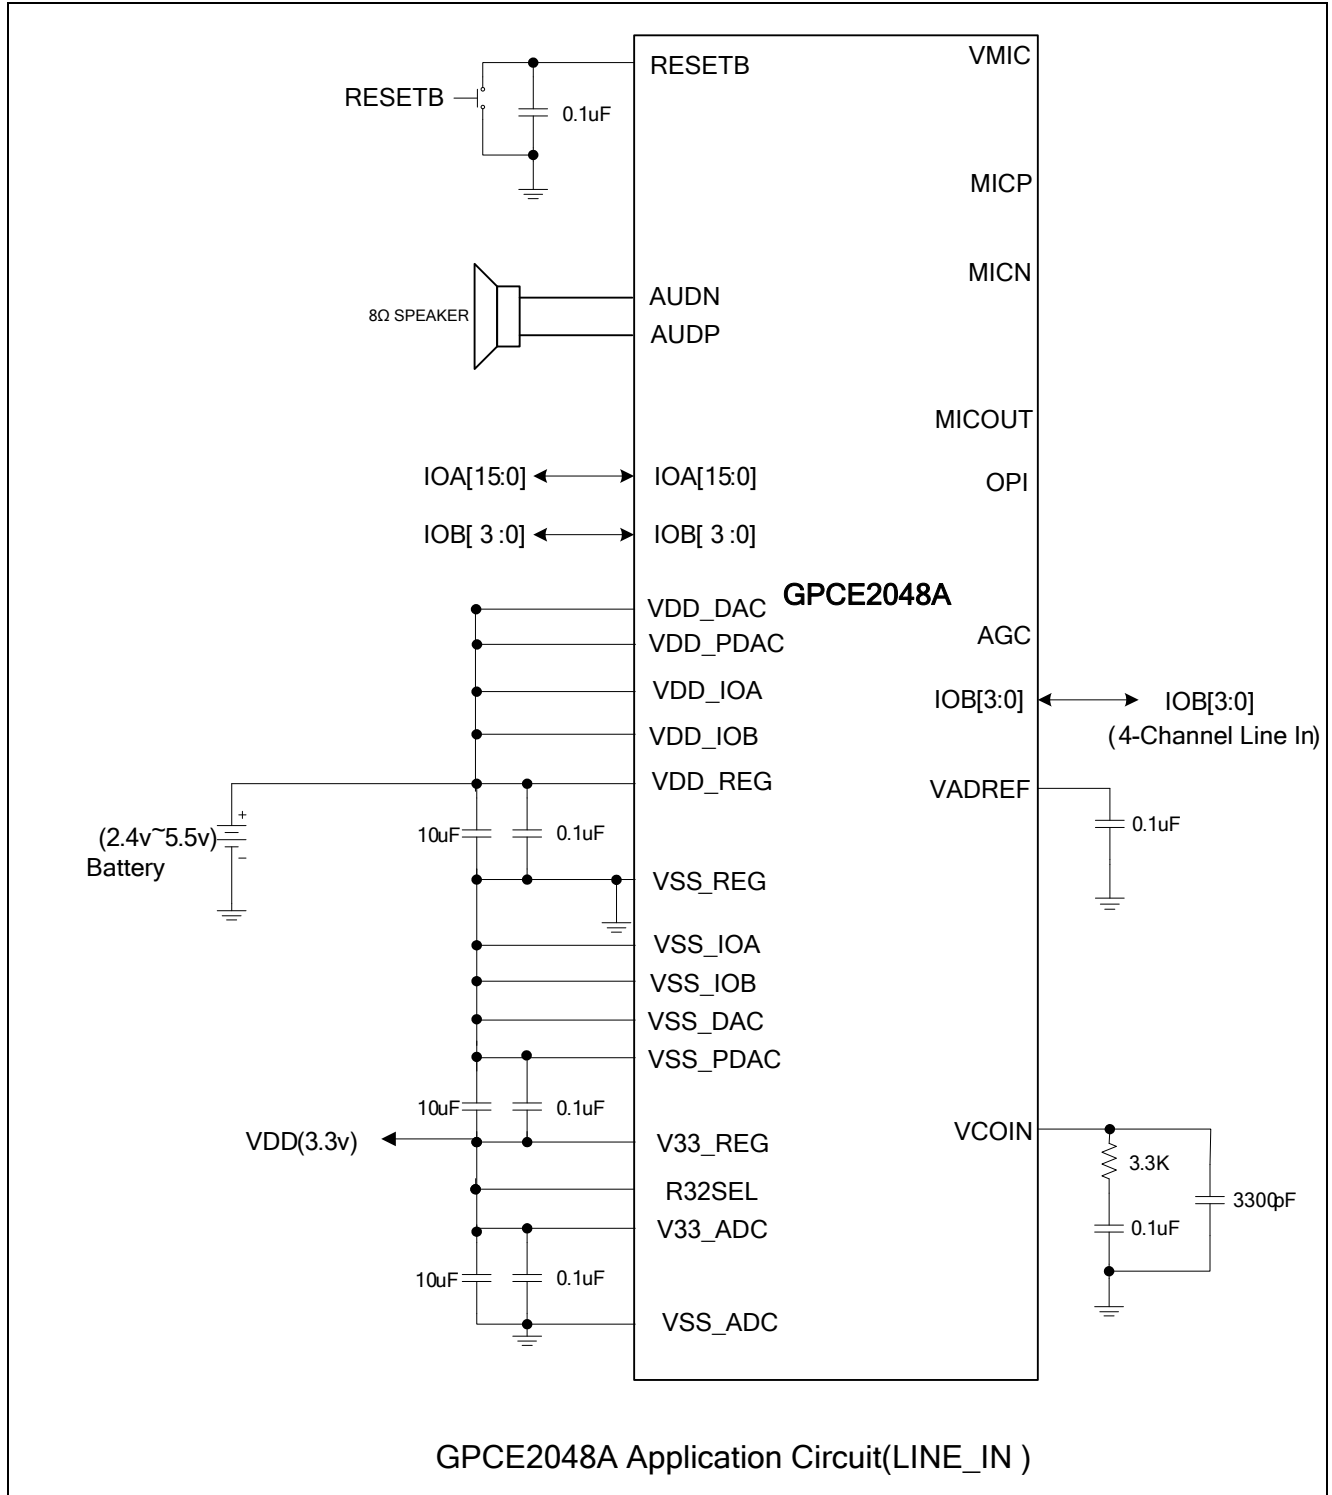 RESETB
0.1uF
RESETB
VMIC
MICP
MICN
8Ω SPEAKER
AUDN
AUDP
MICOUT
IOA[15:0]
IOA[15:0]
OPI
IOB[ 3 :0]
IOB[ 3 :0]
GPCE2048A
VDD_DAC
VDD_PDAC
AGC
VDD_IOA
IOB[3:0]
IOB[3:0]
(4-Channel Line In)
VDD_IOB
VDD_REG
VADREF
+
(2.4v~5.5v)
Battery
−
10uF
0.1uF
0.1uF
VSS_REG
VSS_IOA
VSS_IOB
VSS_DAC
VSS_PDAC
10uF
0.1uF
VDD(3.3v)
V33_REG
VCOIN
3.3K
R32SEL
3300pF
V33_ADC
0.1uF
10uF
0.1uF
VSS_ADC
GPCE2048A Application Circuit(LINE_IN )